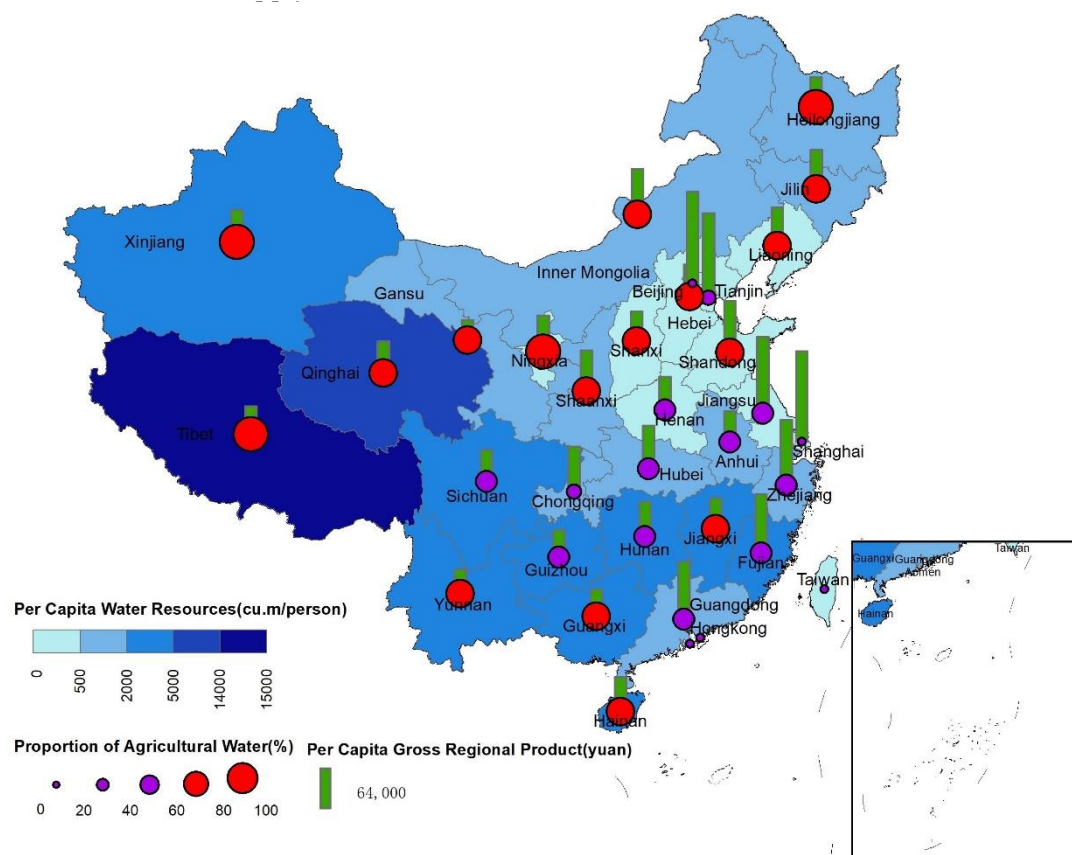 Heilongjiang
Jilin
Xinjiang
Liaoning
Inner Mongolia
Gansu
Beijing
Tianjin
Hebei
Ningxia
Shanxi
Shandong
Qinghai
Shaanxi
Jiangsu
Henan
Tibet
Shanghai
Anhui
Hubei
Sichuan
Zhejiang
Chongqing
Hunan
Jiangxi
Guizhou
Fujian
Taiwan
Yunnan
Guangdong
Guangxi
Hongkong
Hainan
Taiwan
Guangxi
Guangdong
Aomen
Hainan
Per Capita Water Resources(cu.m/person)
0 500 2000 5000 14000 15000
Proportion of Agricultural Water(%)
0 20 40 60 80 100
Per Capita Gross Regional Product(yuan)
64,000